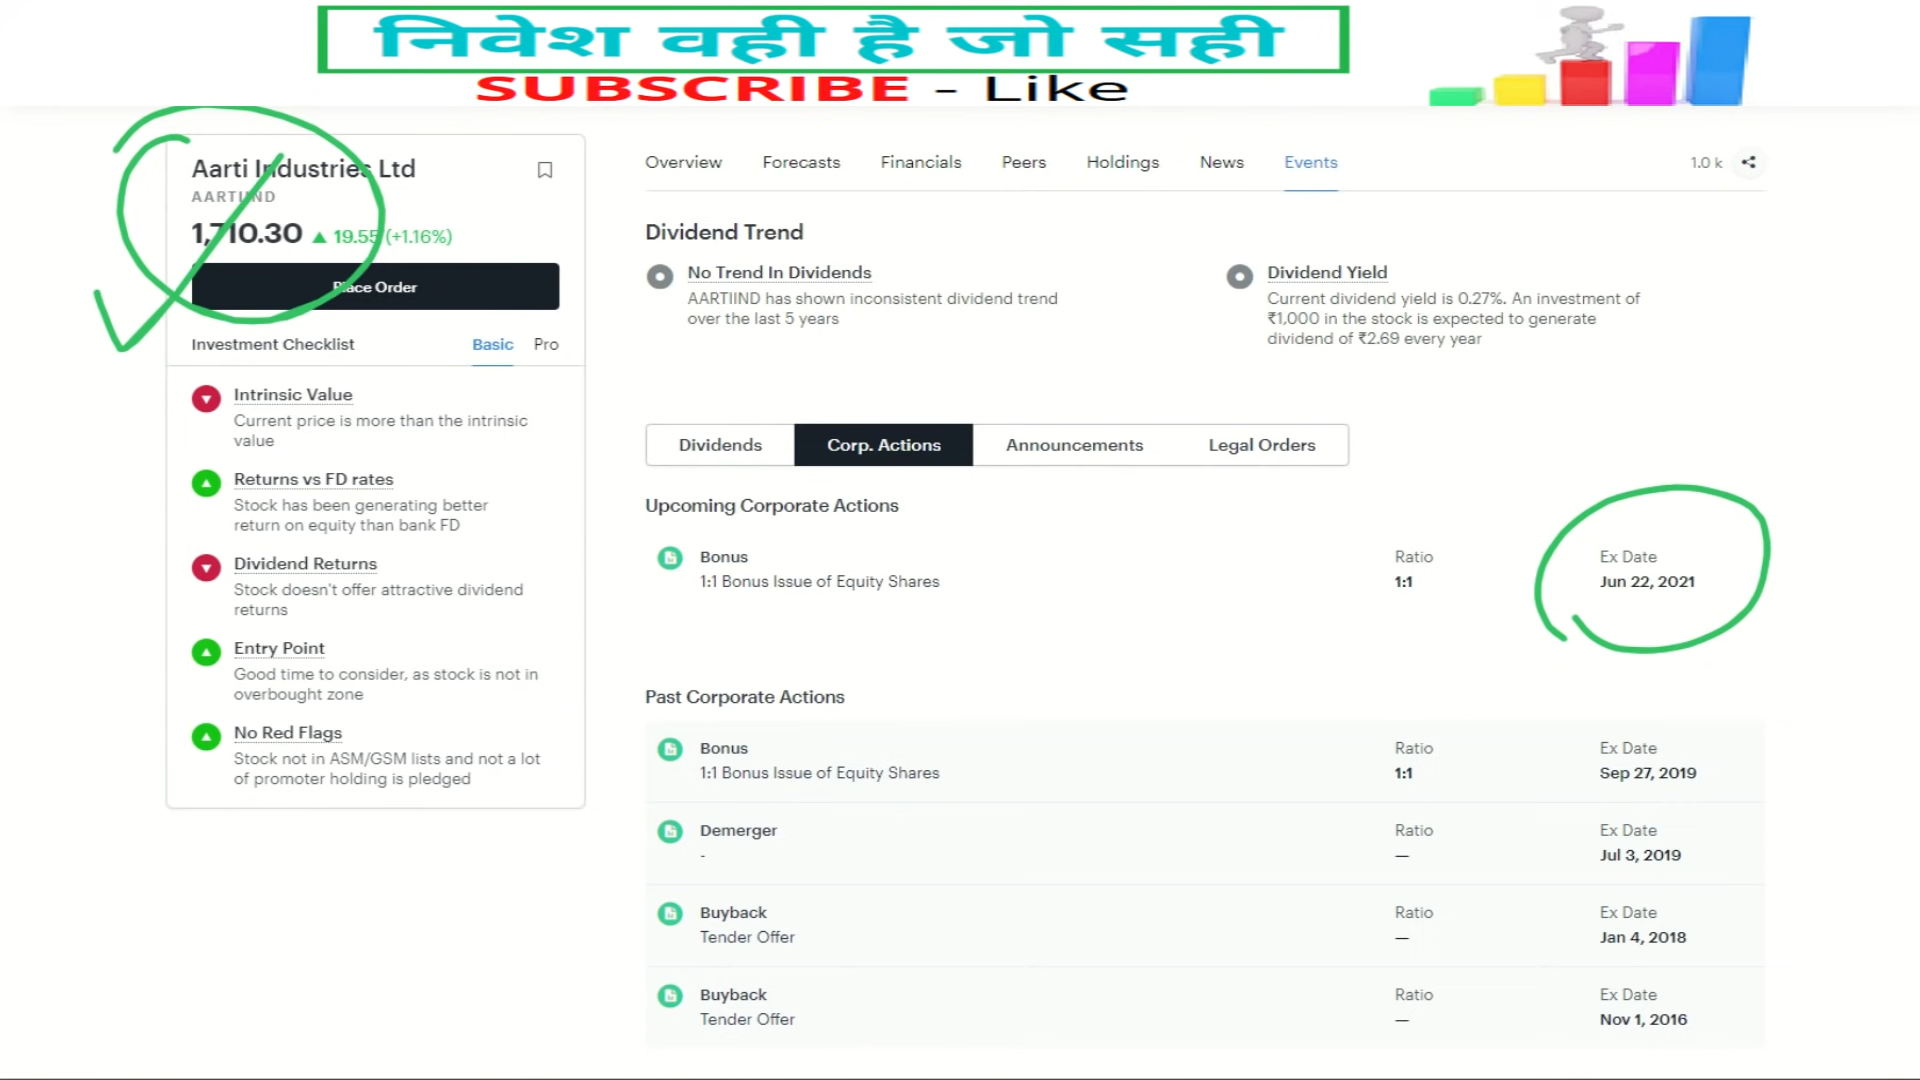 निवेश वही है जो सही
SUBSCRIBE - Like
Aarti Industries Ltd
AARTIIND
1,710.30 ▲ 19.55 (+1.16%)
Place Order
Investment Checklist Basic Pro
Intrinsic Value
Current price is more than the intrinsic
value
Returns vs FD rates
Stock has been generating better
return on equity than bank FD
Dividend Returns
Stock doesn't offer attractive dividend
returns
Entry Point
Good time to consider, as stock is not in
overbought zone
No Red Flags
Stock not in ASM/GSM lists and not a lot
of promoter holding is pledged
Overview Forecasts Financials Peers Holdings News Events 1.0 k
Dividend Trend
No Trend In Dividends
AARTIIND has shown inconsistent dividend trend
over the last 5 years
Dividend Yield
Current dividend yield is 0.27%. An investment of
₹1,000 in the stock is expected to generate
dividend of ₹2.69 every year
Dividends Corp. Actions Announcements Legal Orders
Upcoming Corporate Actions
Bonus Ratio Ex Date
1:1 Bonus Issue of Equity Shares 1:1 Jun 22, 2021
Past Corporate Actions
Bonus Ratio Ex Date
1:1 Bonus Issue of Equity Shares 1:1 Sep 27, 2019
Demerger Ratio Ex Date
- — Jul 3, 2019
Buyback Ratio Ex Date
Tender Offer — Jan 4, 2018
Buyback Ratio Ex Date
Tender Offer — Nov 1, 2016